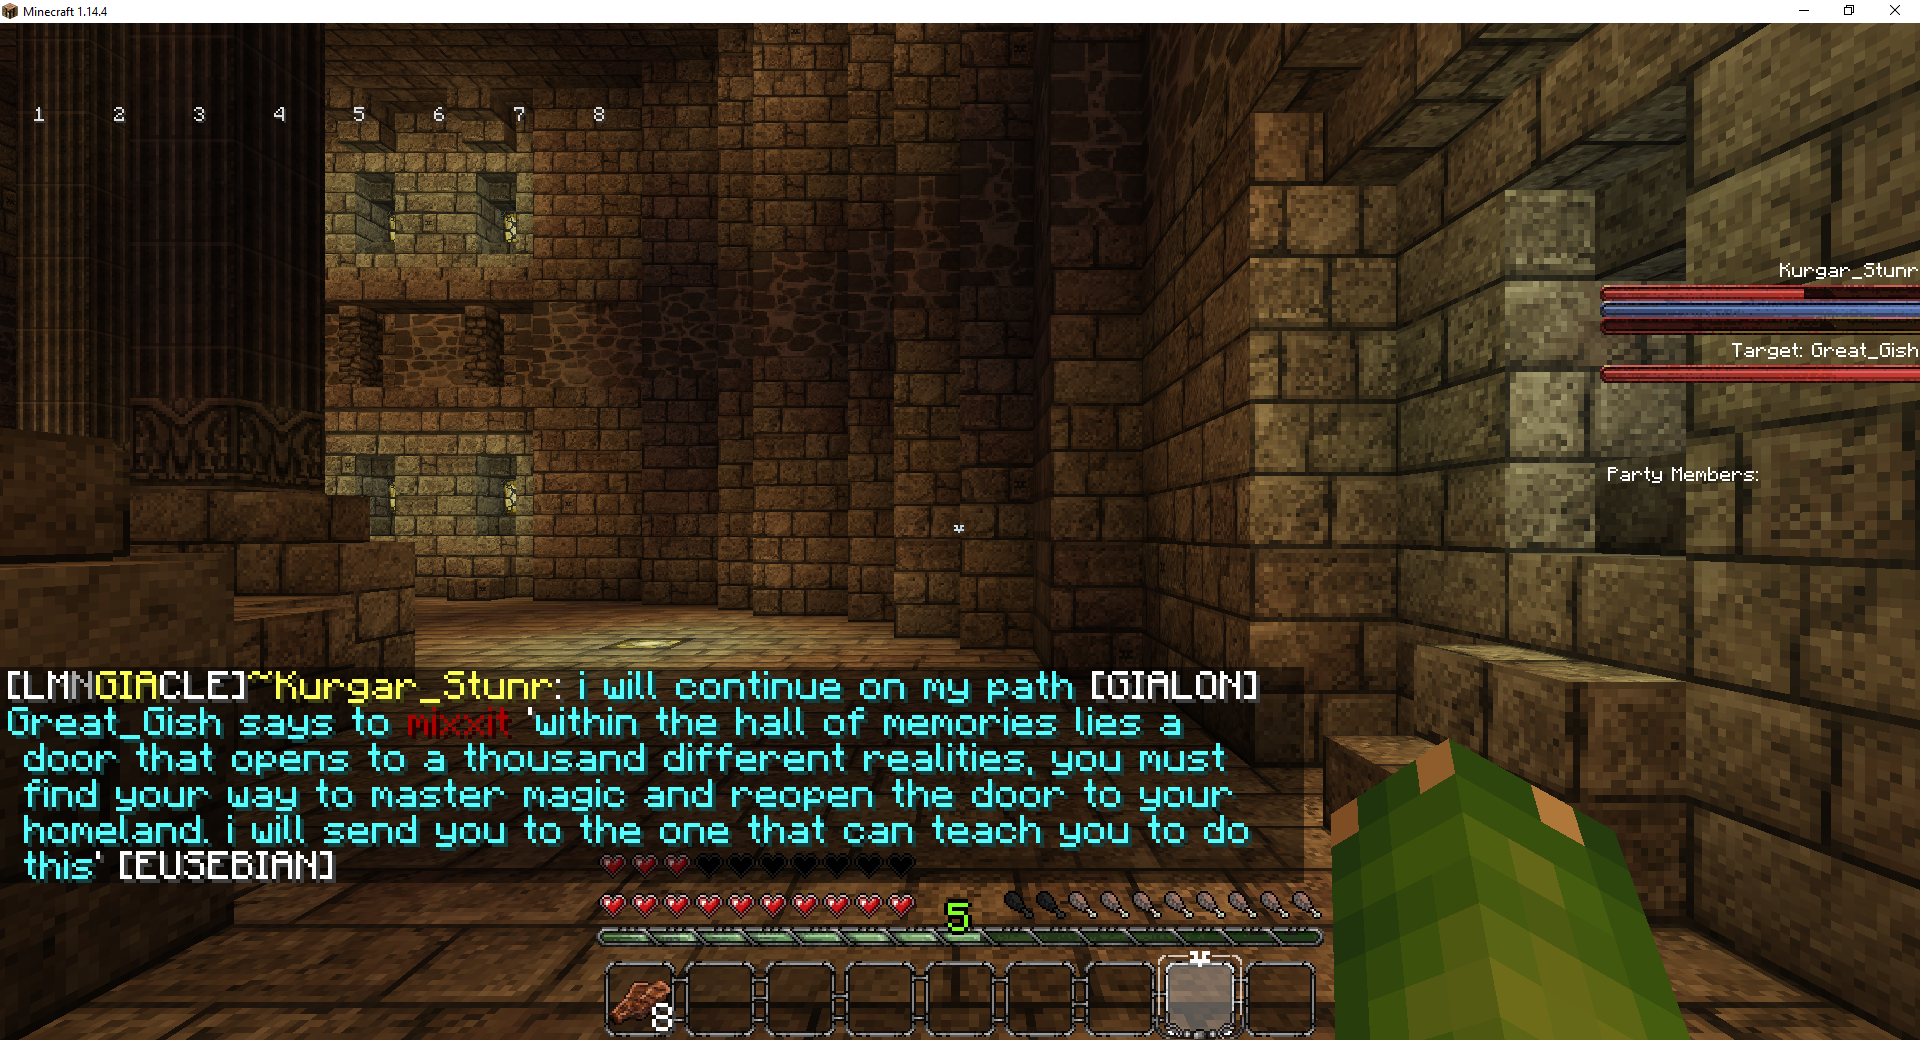 Minecraft 1.14.4
1 2 3 4 5 6 7 8
Kurgar_Stunr
Target: Great_Gish
Party Members:
[LMNGIACLE]~Kurgar_Stunr: i will continue on my path [GIALON]
Great_Gish says to mixxit 'within the hall of memories lies a
door that opens to a thousand different realities, you must
find your way to master magic and reopen the door to your
homeland. i will send you to the one that can teach you to do
this' [EUSEBIAN]
5
8